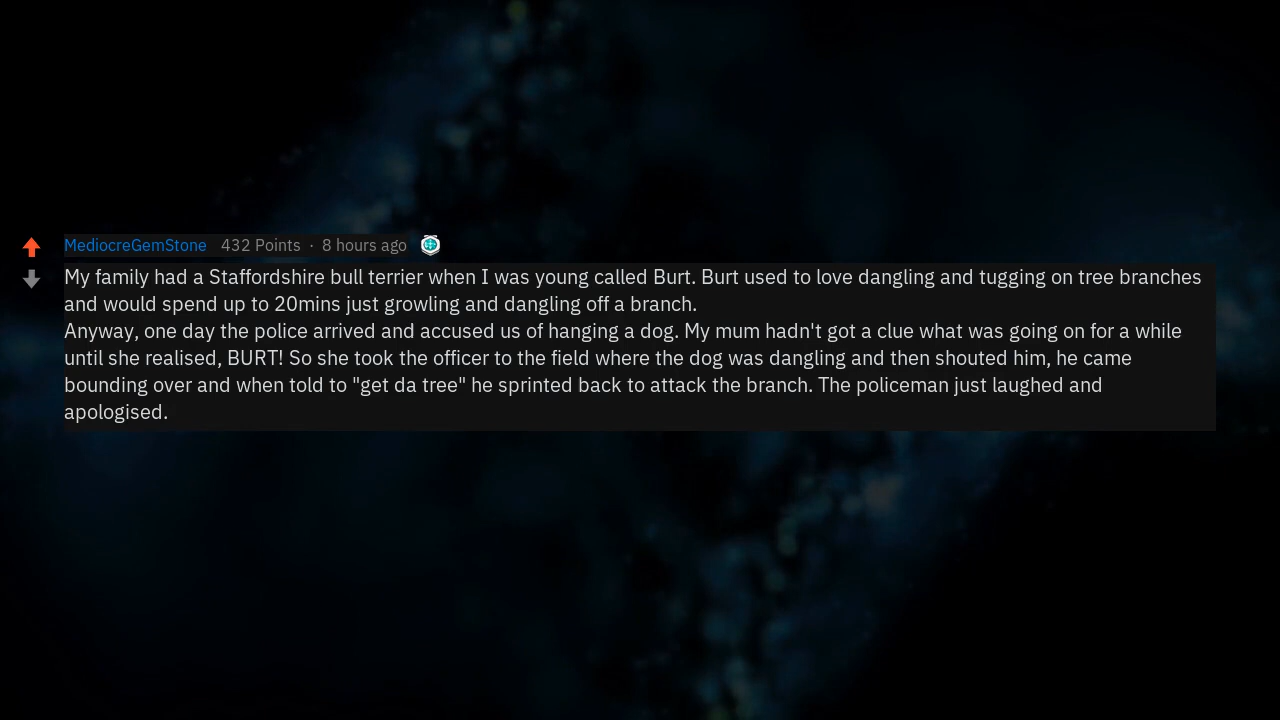 MediocreGemStone 432 Points · 8 hours ago
My family had a Staffordshire bull terrier when I was young called Burt. Burt used to love dangling and tugging on tree branches
and would spend up to 20mins just growling and dangling off a branch.
Anyway, one day the police arrived and accused us of hanging a dog. My mum hadn't got a clue what was going on for a while
until she realised, BURT! So she took the officer to the field where the dog was dangling and then shouted him, he came
bounding over and when told to "get da tree" he sprinted back to attack the branch. The policeman just laughed and
apologised.